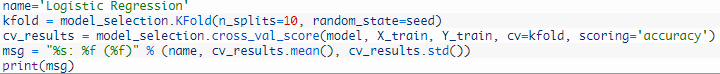 name='Logistic Regression'
kfold = model_selection.KFold(n_splits=10, random_state=seed)
cv_results = model_selection.cross_val_score(model, X_train, Y_train, cv=kfold, scoring='accuracy')
msg = "%s: %f (%f)" % (name, cv_results.mean(), cv_results.std())
print(msg)